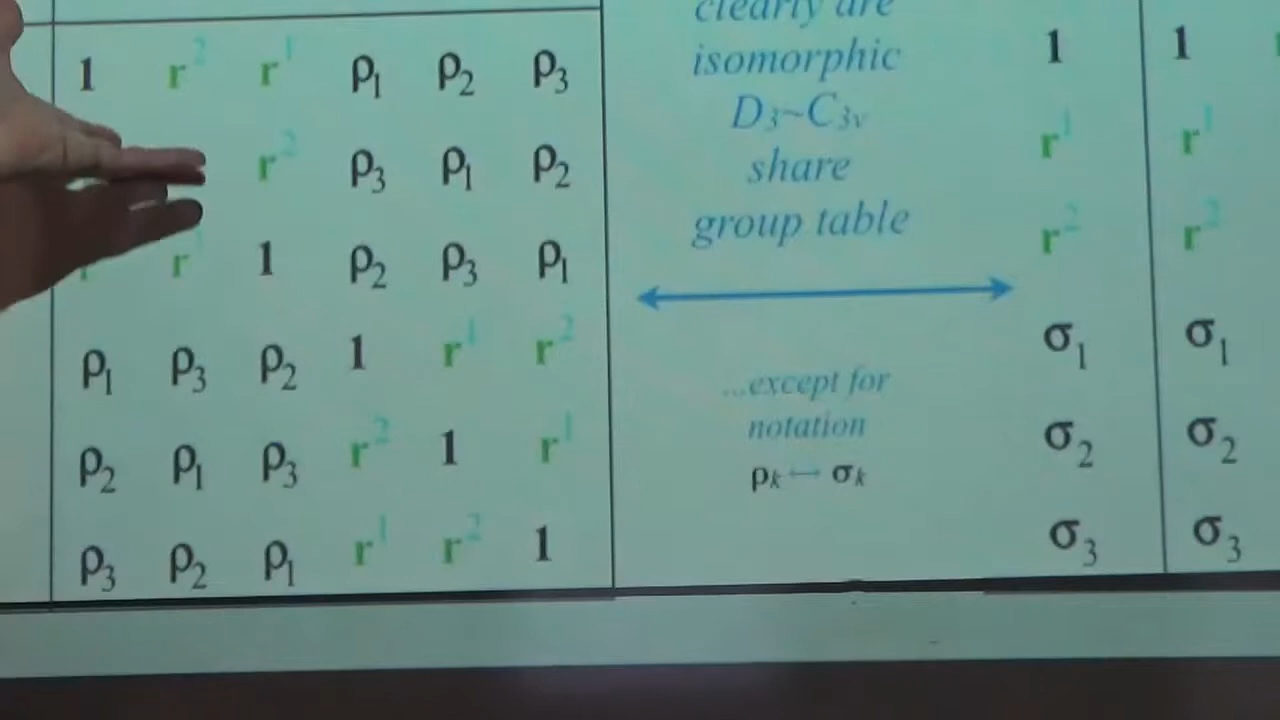 1 r² r¹ ρ₁ ρ₂ ρ₃
r² ρ₃ ρ₁ ρ₂
r¹ 1 ρ₂ ρ₃ ρ₁
ρ₁ ρ₃ ρ₂ 1 r¹ r²
ρ₂ ρ₁ ρ₃ r² 1 r¹
ρ₃ ρ₂ ρ₁ r¹ r² 1
clearly are
isomorphic
D₃~C₃ᵥ
share
group table
...except for
notation
ρₖ ↔ σₖ
1 1
r¹ r¹
r² r²
σ₁ σ₁
σ₂ σ₂
σ₃ σ₃